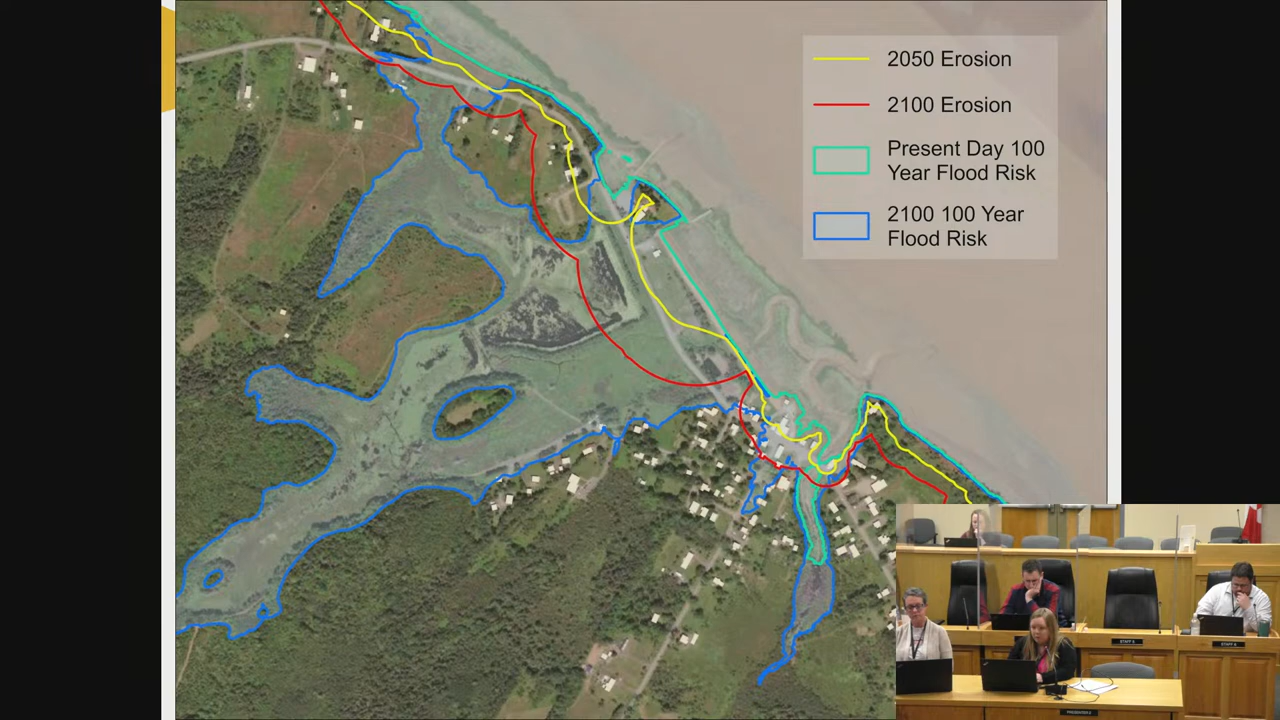 2050 Erosion
2100 Erosion
Present Day 100
Year Flood Risk
2100 100 Year
Flood Risk